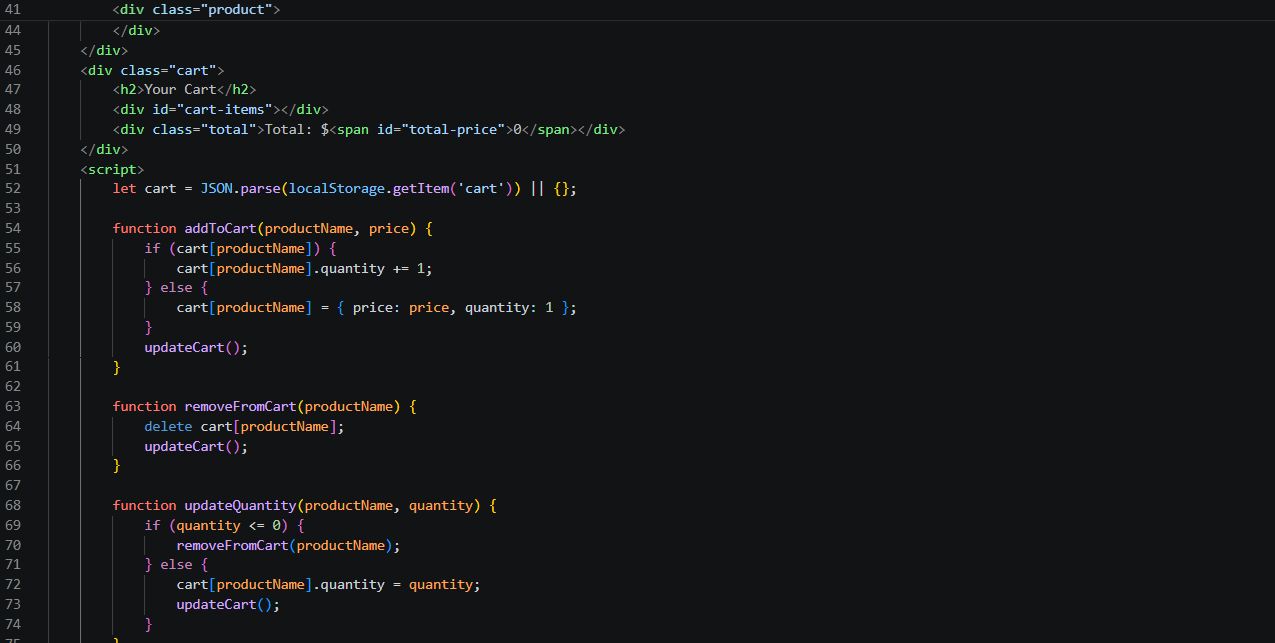 41 <div class="product">
44 </div>
45 </div>
46 <div class="cart">
47 <h2>Your Cart</h2>
48 <div id="cart-items"></div>
49 <div class="total">Total: $<span id="total-price">0</span></div>
50 </div>
51 <script>
52 let cart = JSON.parse(localStorage.getItem('cart')) || {};
53
54 function addToCart(productName, price) {
55 if (cart[productName]) {
56 cart[productName].quantity += 1;
57 } else {
58 cart[productName] = { price: price, quantity: 1 };
59 }
60 updateCart();
61 }
62
63 function removeFromCart(productName) {
64 delete cart[productName];
65 updateCart();
66 }
67
68 function updateQuantity(productName, quantity) {
69 if (quantity <= 0) {
70 removeFromCart(productName);
71 } else {
72 cart[productName].quantity = quantity;
73 updateCart();
74 }
75 }